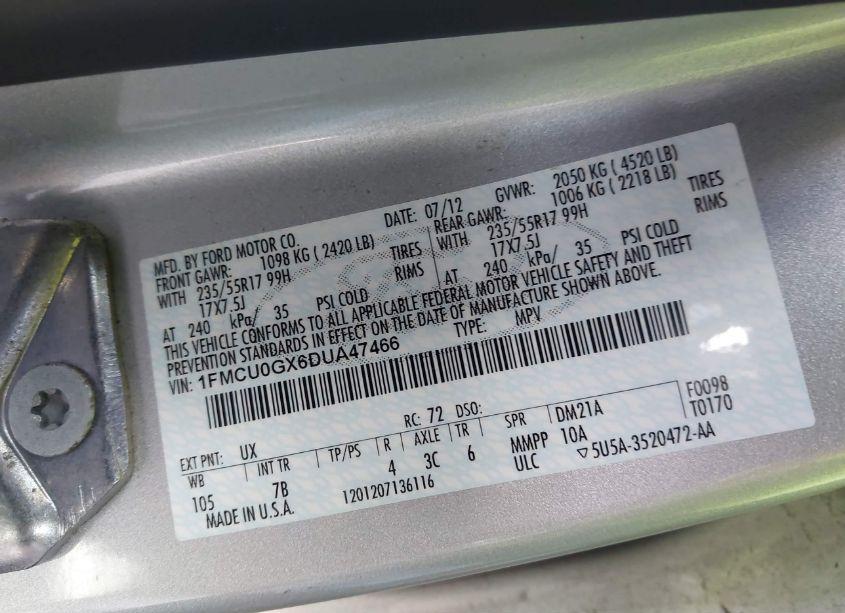 MFD. BY FORD MOTOR CO.
DATE: 07/12
GVWR: 2050 KG ( 4520 LB)
FRONT GAWR: 1098 KG ( 2420 LB)
REAR GAWR: 1006 KG ( 2218 LB)
WITH 235/55R17 99H TIRES
WITH 235/55R17 99H TIRES
17X7.5J RIMS
17X7.5J RIMS
AT 240 kPa/ 35 PSI COLD
AT 240 kPa/ 35 PSI COLD
THIS VEHICLE CONFORMS TO ALL APPLICABLE FEDERAL MOTOR VEHICLE SAFETY AND THEFT
PREVENTION STANDARDS IN EFFECT ON THE DATE OF MANUFACTURE SHOWN ABOVE.
VIN: 1FMCU0GX6DUA47466
TYPE: MPV
F0098
T0170
EXT PNT: UX RC: 72 DSO:
WB INT TR TP/PS R AXLE TR SPR DM21A
105 7B 4 3C 6 MMPP 10A
ULC ▽5U5A-3520472-AA
MADE IN U.S.A. 1201207136116